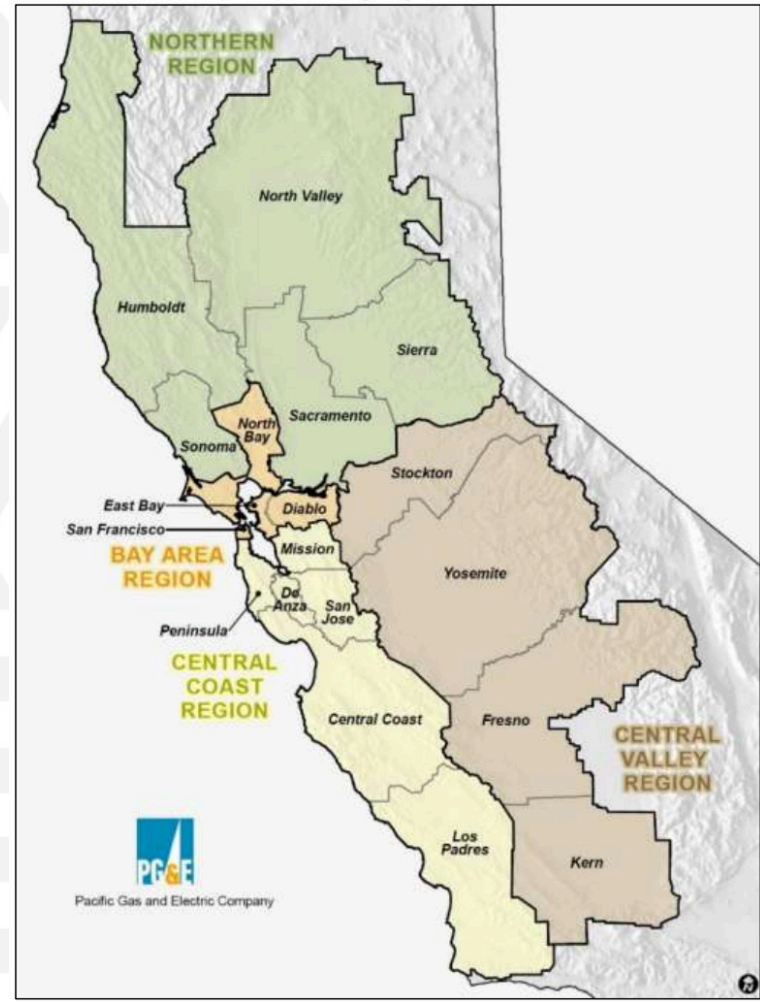 NORTHERN
REGION
North Valley
Humboldt
Sierra
North
Bay
Sacramento
Sonoma
Stockton
East Bay
Diablo
San Francisco
Mission
BAY AREA
REGION
Yosemite
De
Anza
San
Jose
Peninsula
CENTRAL
COAST
REGION
Central Coast
Fresno
CENTRAL
VALLEY
REGION
Los
Padres
Kern
PG&E
Pacific Gas and Electric Company